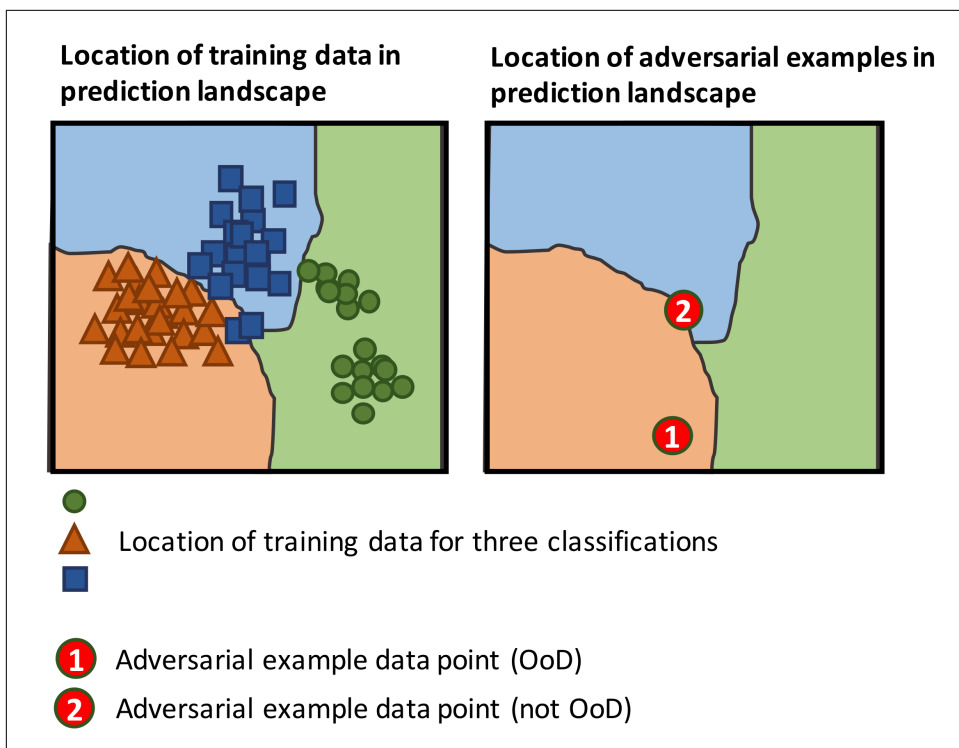 Location of training data in
prediction landscape
Location of adversarial examples in
prediction landscape
2
1
Location of training data for three classifications
1 Adversarial example data point (OoD)
2 Adversarial example data point (not OoD)